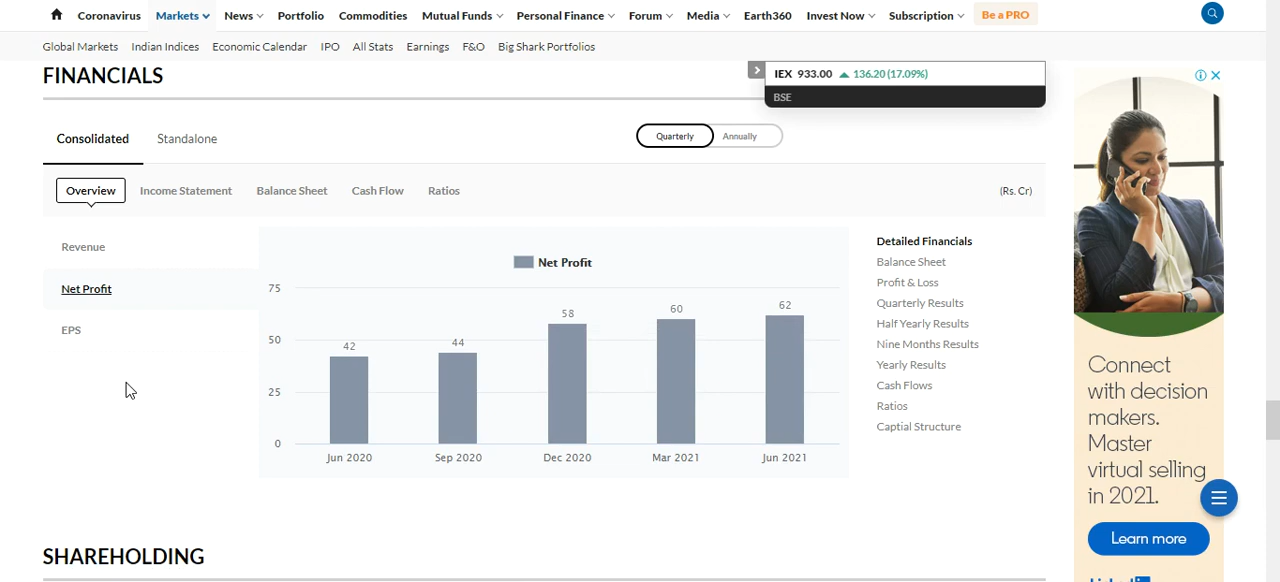 Coronavirus Markets News Portfolio Commodities Mutual Funds Personal Finance Forum Media Earth360 Invest Now Subscription Be a PRO
Global Markets Indian Indices Economic Calendar IPO All Stats Earnings F&O Big Shark Portfolios
FINANCIALS
IEX 933.00 136.20 (17.09%)
BSE
Consolidated Standalone
Quarterly Annually
Overview Income Statement Balance Sheet Cash Flow Ratios (Rs. Cr)
Revenue
Net Profit
EPS
Net Profit
75
50
25
0
42
44
58
60
62
Jun 2020 Sep 2020 Dec 2020 Mar 2021 Jun 2021
Detailed Financials
Balance Sheet
Profit & Loss
Quarterly Results
Half Yearly Results
Nine Months Results
Yearly Results
Cash Flows
Ratios
Captial Structure
Connect
with decision
makers.
Master
virtual selling
in 2021.
Learn more
SHAREHOLDING